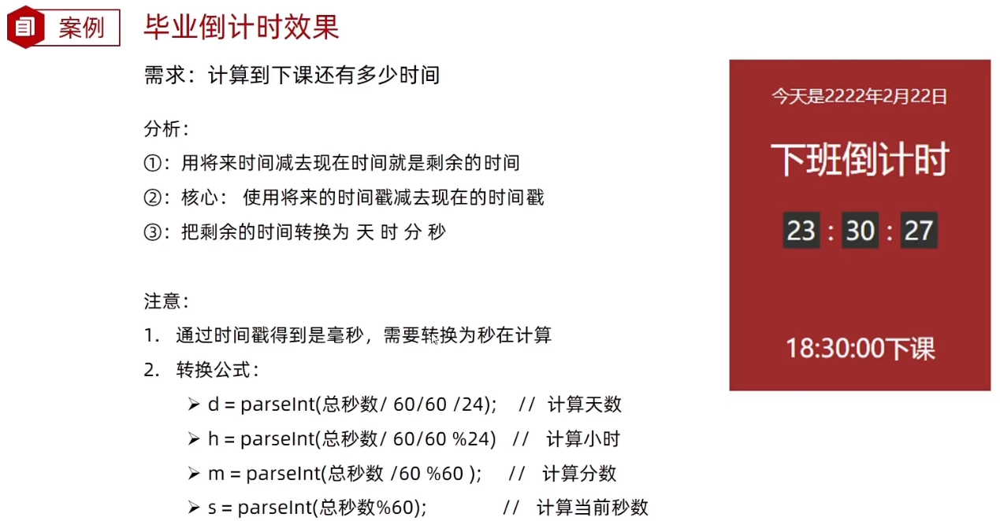 案例
毕业倒计时效果
需求：计算到下课还有多少时间
分析：
①：用将来时间减去现在时间就是剩余的时间
②：核心： 使用将来的时间戳减去现在的时间戳
③：把剩余的时间转换为 天 时 分 秒
注意：
1. 通过时间戳得到是毫秒，需要转换为秒在计算
2. 转换公式：
➢ d = parseInt(总秒数/ 60/60 /24); // 计算天数
➢ h = parseInt(总秒数/ 60/60 %24) // 计算小时
➢ m = parseInt(总秒数 /60 %60 ); // 计算分数
➢ s = parseInt(总秒数%60); // 计算当前秒数
今天是2222年2月22日
下班倒计时
23 : 30 : 27
18:30:00下课